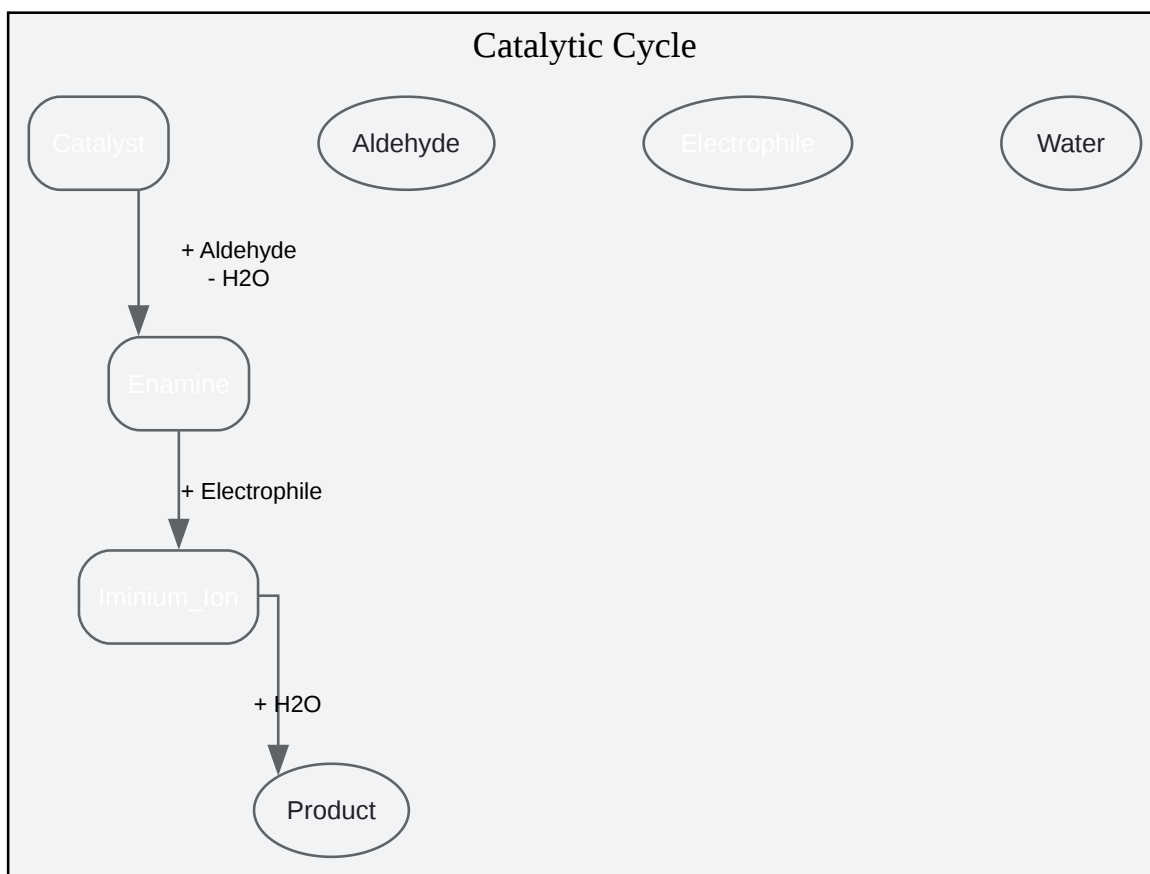 Catalytic Cycle
Catalyst
Aldehyde
Electrophile
Water
+ Aldehyde
- H2O
Enamine
+ Electrophile
Iminium_Ion
+ H2O
Product